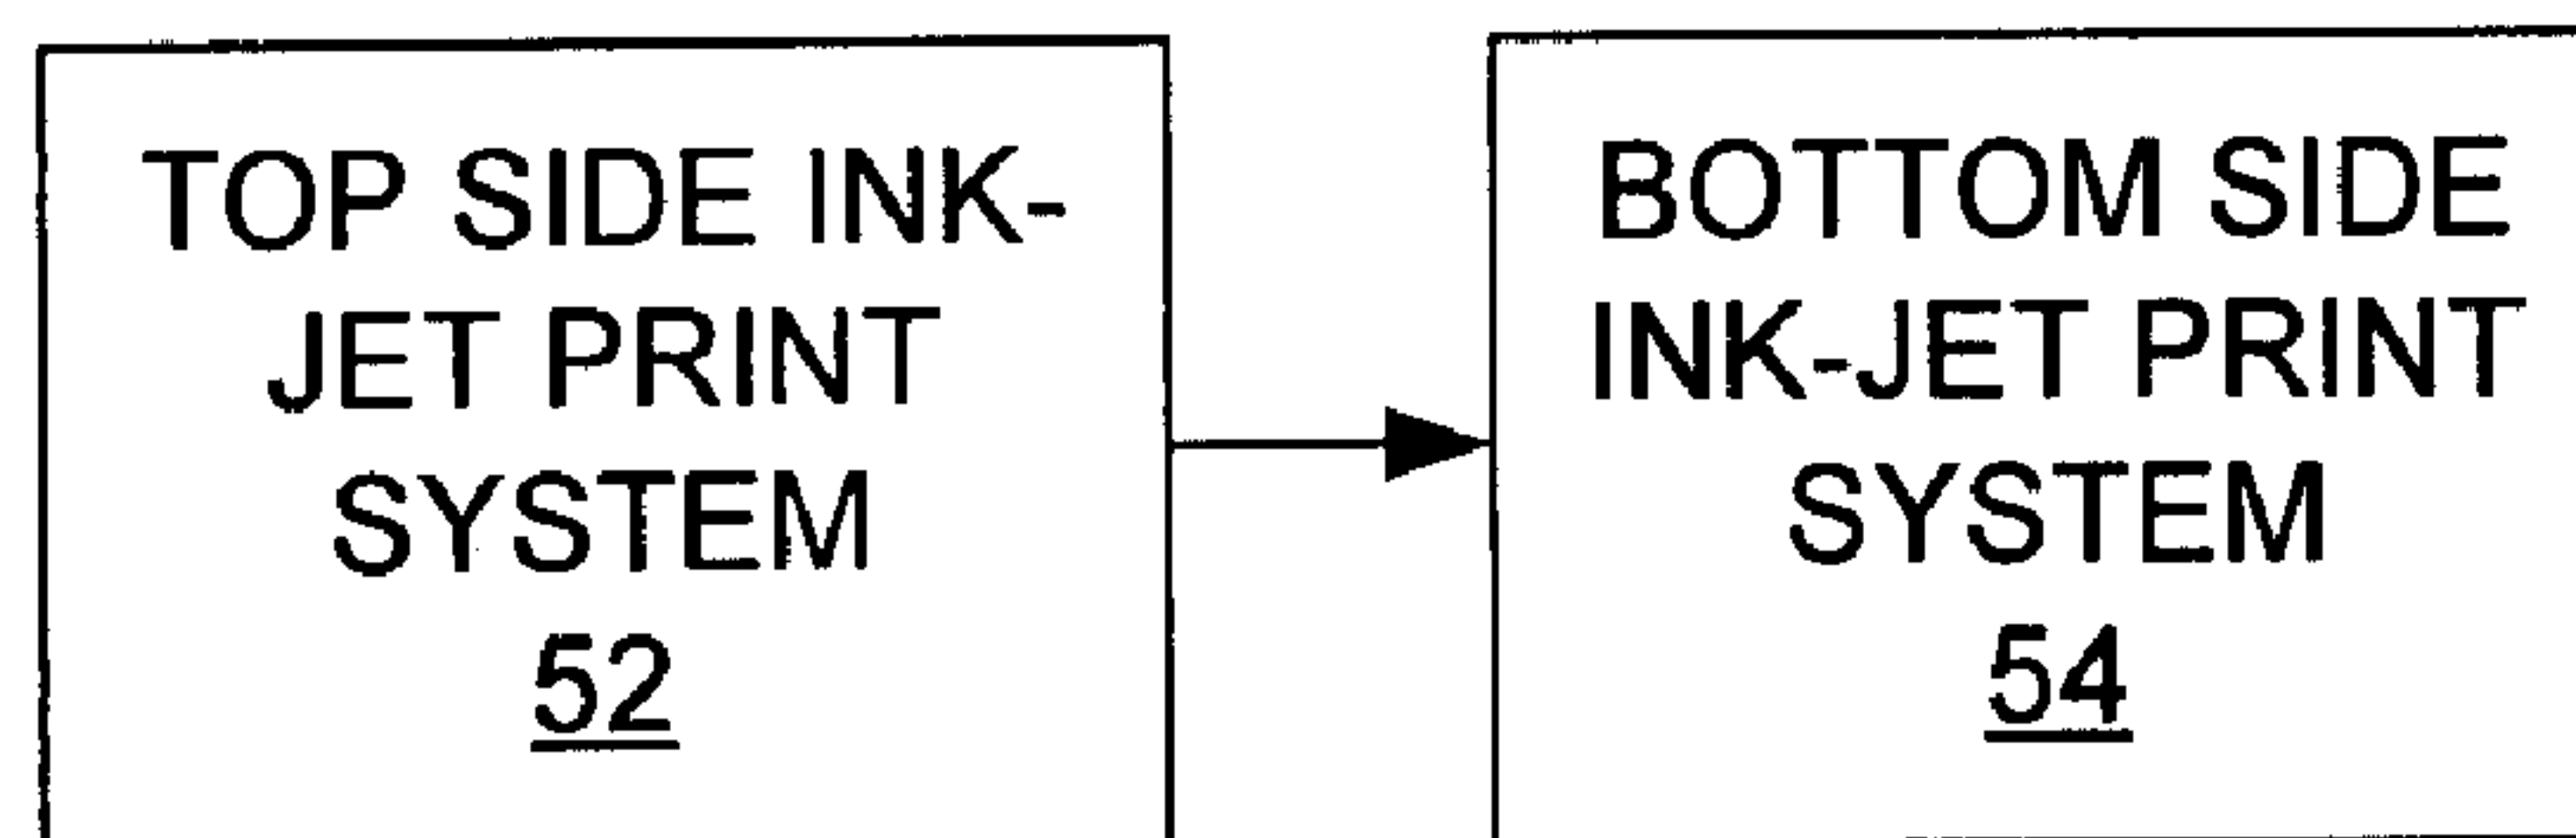 TOP SIDE INK-
JET PRINT
SYSTEM
52
BOTTOM SIDE
INK-JET PRINT
SYSTEM
54